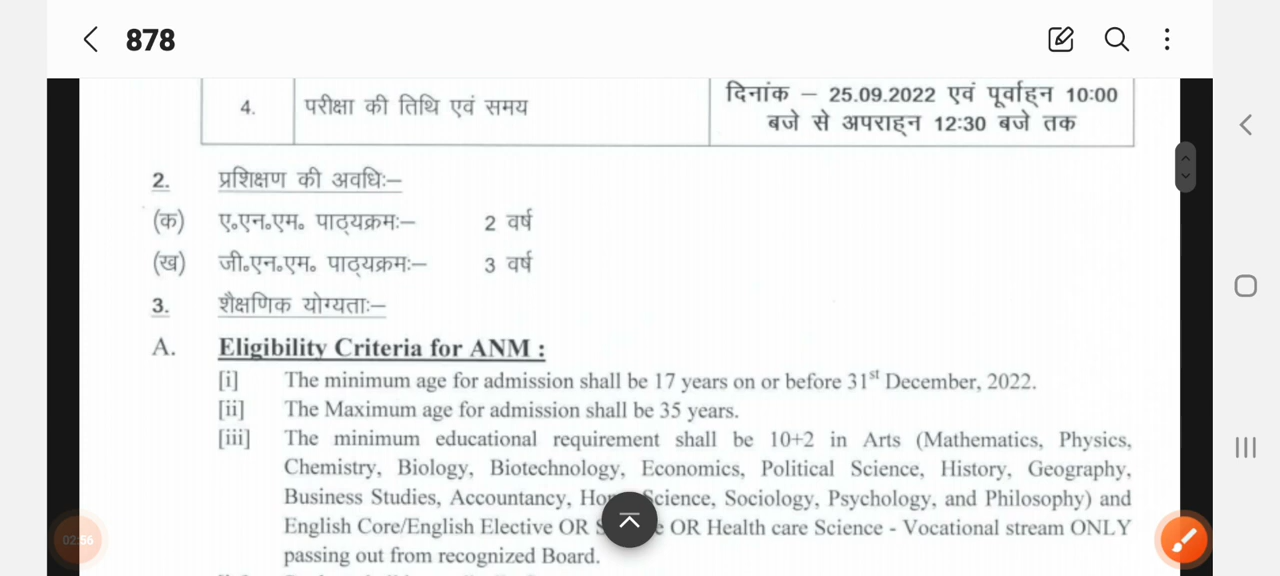 878
4. परीक्षा की तिथि एवं समय
दिनांक – 25.09.2022 एवं पूर्वाह्न 10:00
बजे से अपराह्न 12:30 बजे तक
2. प्रशिक्षण की अवधिः–
(क) ए०एन०एम० पाठ्यक्रमः– 2 वर्ष
(ख) जी०एन०एम० पाठ्यक्रमः– 3 वर्ष
3. शैक्षणिक योग्यताः–
A. Eligibility Criteria for ANM :
[i] The minimum age for admission shall be 17 years on or before 31st December, 2022.
[ii] The Maximum age for admission shall be 35 years.
[iii] The minimum educational requirement shall be 10+2 in Arts (Mathematics, Physics,
Chemistry, Biology, Biotechnology, Economics, Political Science, History, Geography,
Business Studies, Accountancy, Science, Sociology, Psychology, and Philosophy) and
English Core/English Elective OR OR Health care Science - Vocational stream ONLY
passing out from recognized Board.
02:56